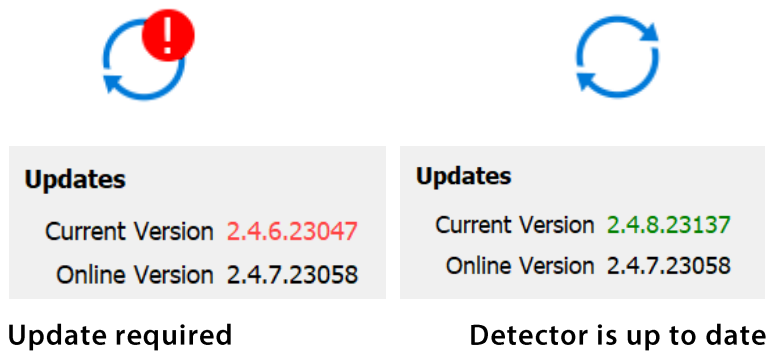 !
Updates
Current Version 2.4.6.23047
Online Version 2.4.7.23058
Update required
Updates
Current Version 2.4.8.23137
Online Version 2.4.7.23058
Detector is up to date